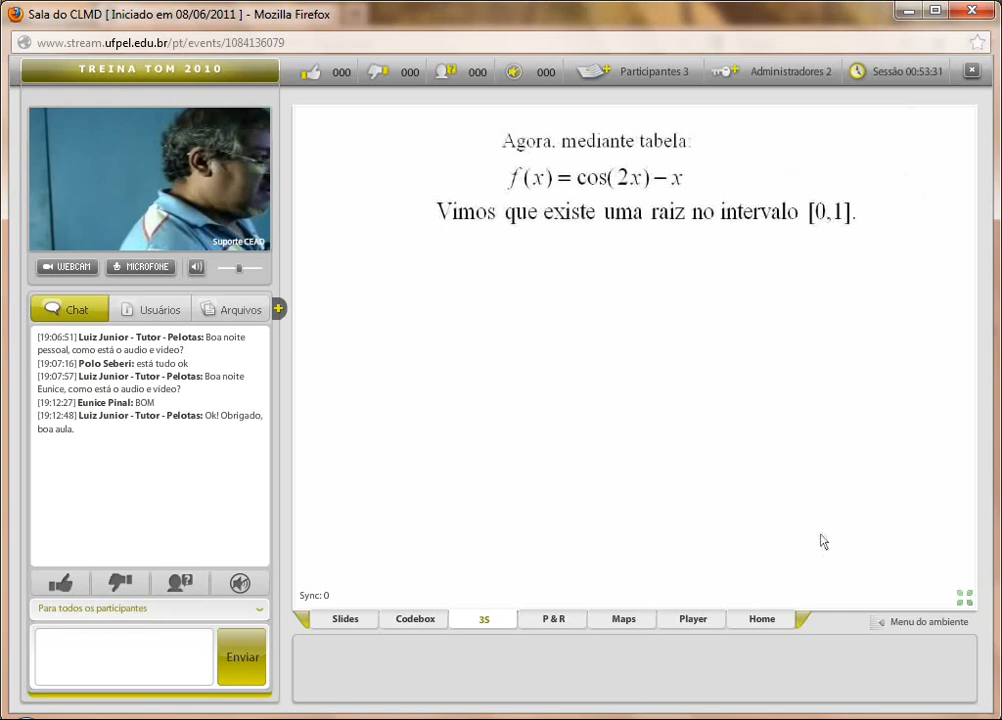 Sala do CLMD [ Iniciado em 08/06/2011 ] - Mozilla Firefox
www.stream.ufpel.edu.br/pt/events/1084136079
TREINA TOM 2010
000
000
000
000
Participantes 3
Administradores 2
Sessão 00:53:31
Suporte CEAD
WEBCAM
MICROFONE
Chat
Usuários
Arquivos
[19:06:51] Luiz Junior - Tutor - Pelotas: Boa noite
pessoal, como está o audio e video?
[19:07:16] Polo Seberi: está tudo ok
[19:07:57] Luiz Junior - Tutor - Pelotas: Boa noite
Eunice, como está o audio e vídeo?
[19:12:27] Eunice Pinal: BOM
[19:12:48] Luiz Junior - Tutor - Pelotas: Ok! Obrigado,
boa aula.
Para todos os participantes
Enviar
Agora, mediante tabela:
f(x) = cos(2x) − x
Vimos que existe uma raiz no intervalo [0,1].
Sync: 0
Slides
Codebox
3S
P & R
Maps
Player
Home
Menu do ambiente